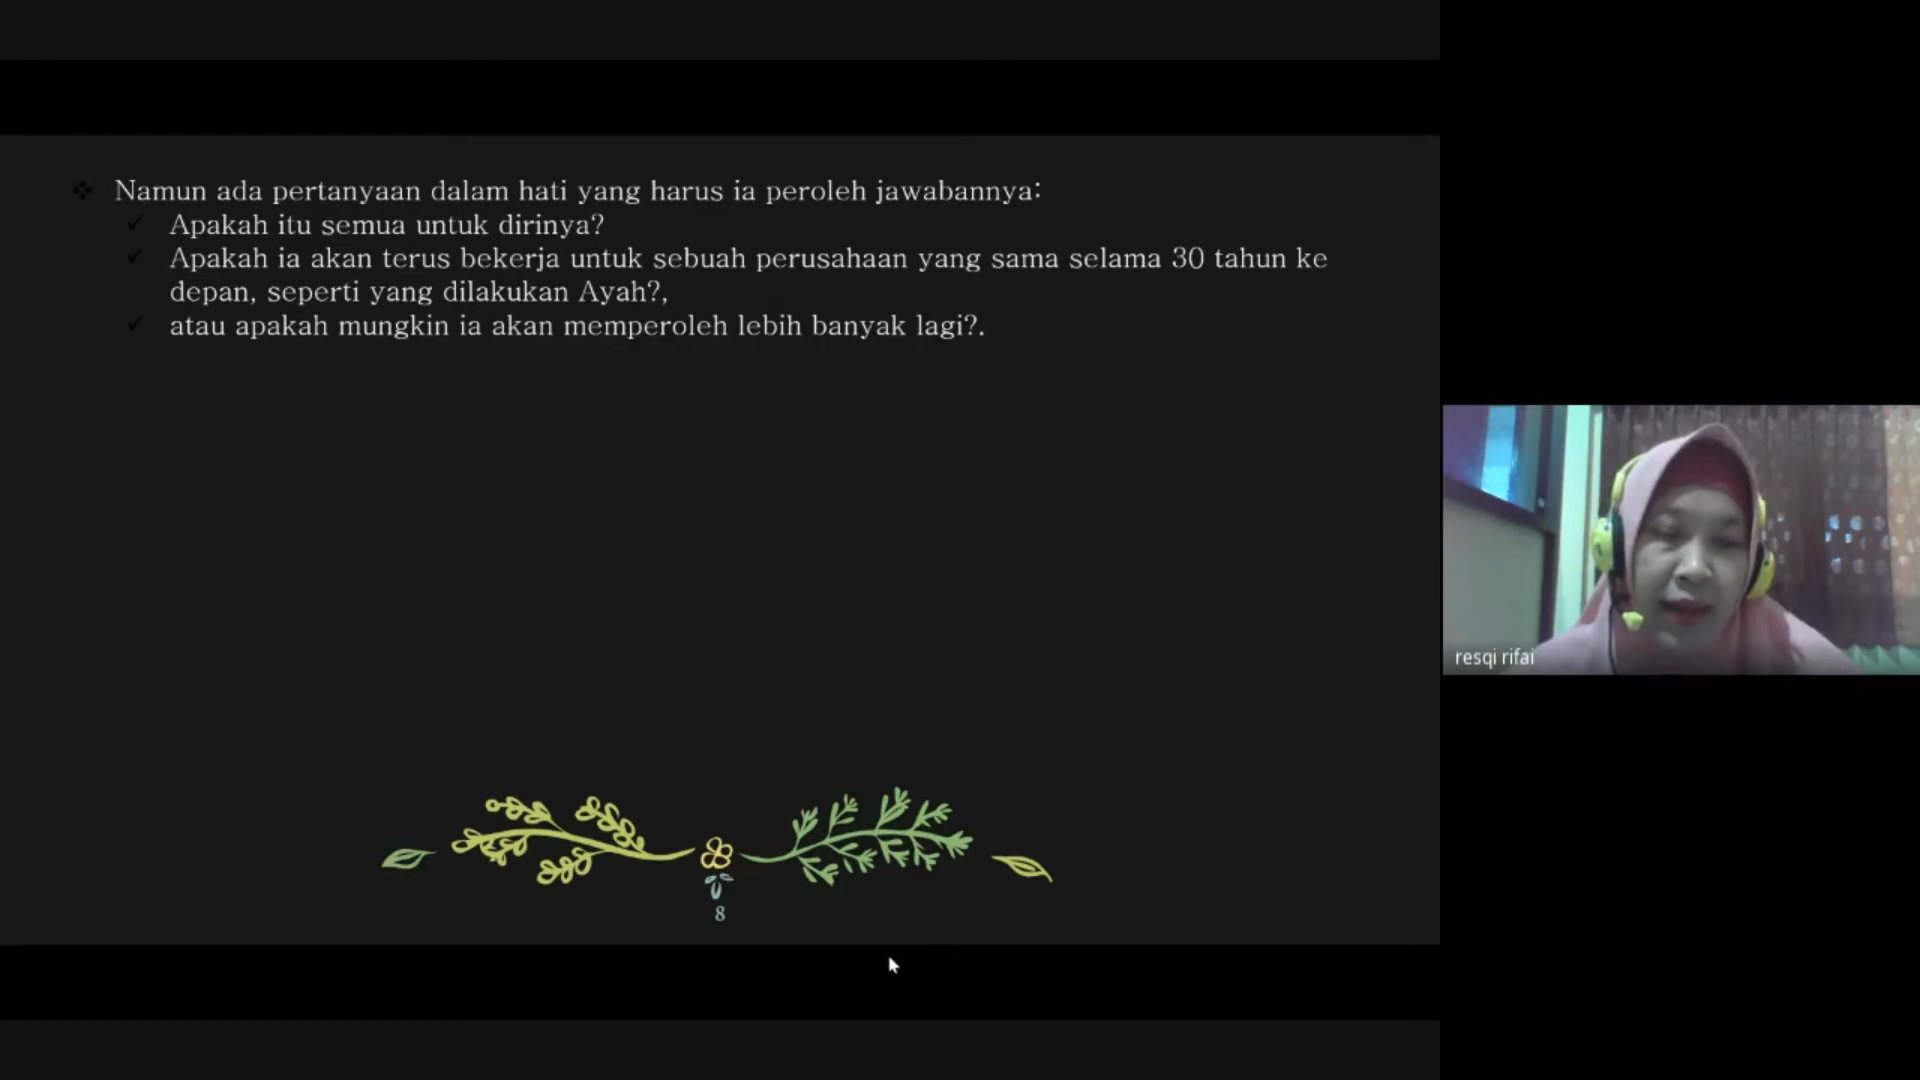 Namun ada pertanyaan dalam hati yang harus ia peroleh jawabannya:
Apakah itu semua untuk dirinya?
Apakah ia akan terus bekerja untuk sebuah perusahaan yang sama selama 30 tahun ke
depan, seperti yang dilakukan Ayah?,
atau apakah mungkin ia akan memperoleh lebih banyak lagi?.
resqi rifai
8